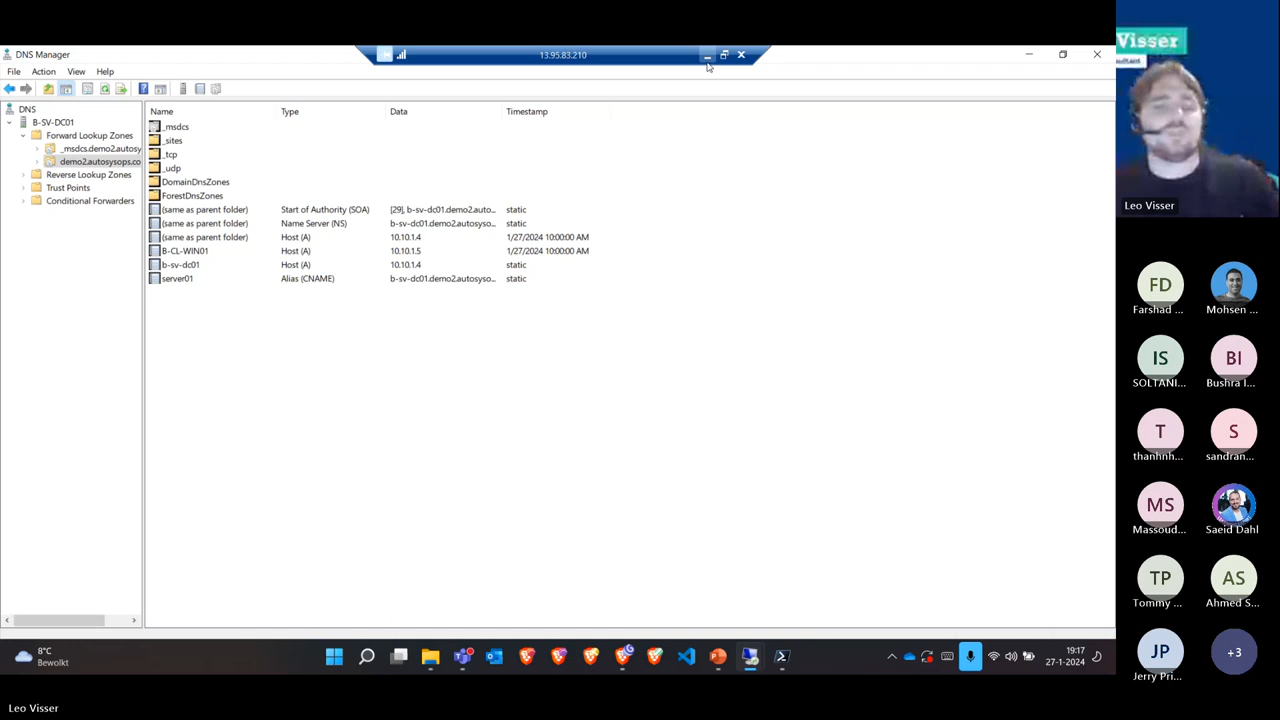 DNS Manager
13.95.83.210
File Action View Help
DNS
B-SV-DC01
Forward Lookup Zones
_msdcs.demo2.autosy
demo2.autosysops.co
Reverse Lookup Zones
Trust Points
Conditional Forwarders
Name Type Data Timestamp
_msdcs
_sites
_tcp
_udp
DomainDnsZones
ForestDnsZones
(same as parent folder) Start of Authority (SOA) [29], b-sv-dc01.demo2.auto... static
(same as parent folder) Name Server (NS) b-sv-dc01.demo2.autosyso... static
(same as parent folder) Host (A) 10.10.1.4 1/27/2024 10:00:00 AM
B-CL-WIN01 Host (A) 10.10.1.5 1/27/2024 10:00:00 AM
b-sv-dc01 Host (A) 10.10.1.4 static
server01 Alias (CNAME) b-sv-dc01.demo2.autosyso... static
Visser
Leo Visser
FD
Farshad ...
Mohsen ...
IS
SOLTANI...
BI
Bushra I...
T
thanhnh...
S
sandran...
MS
Massoud...
Saeid Dahl
TP
Tommy ...
AS
Ahmed S...
JP
Jerry Pri...
+3
8°C
Bewolkt
19:17
27-1-2024
Leo Visser